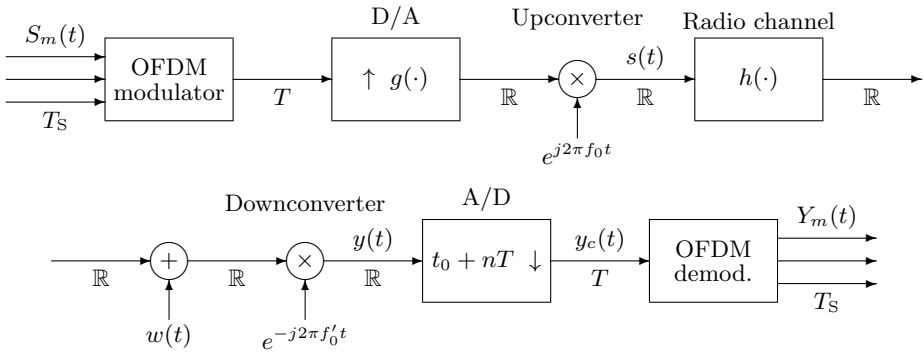 D/A
Upconverter
Radio channel
S_m(t)
OFDM
modulator
↑ g(·)
×
s(t)
h(·)
T_S
T
ℝ
ℝ
ℝ
e^{j2πf_0t}
Downconverter
A/D
+
×
y(t)
t_0 + nT ↓
y_c(t)
OFDM
demod.
Y_m(t)
ℝ
ℝ
ℝ
T
T_S
w(t)
e^{-j2πf'_0t}